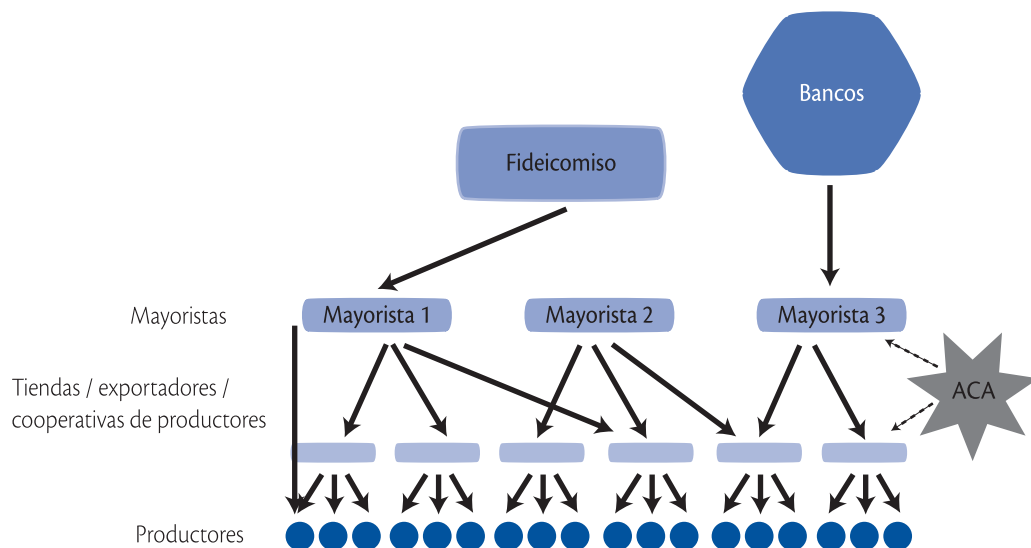 Bancos
Fideicomiso
Mayoristas
Mayorista 1
Mayorista 2
Mayorista 3
Tiendas / exportadores /
cooperativas de productores
ACA
Productores